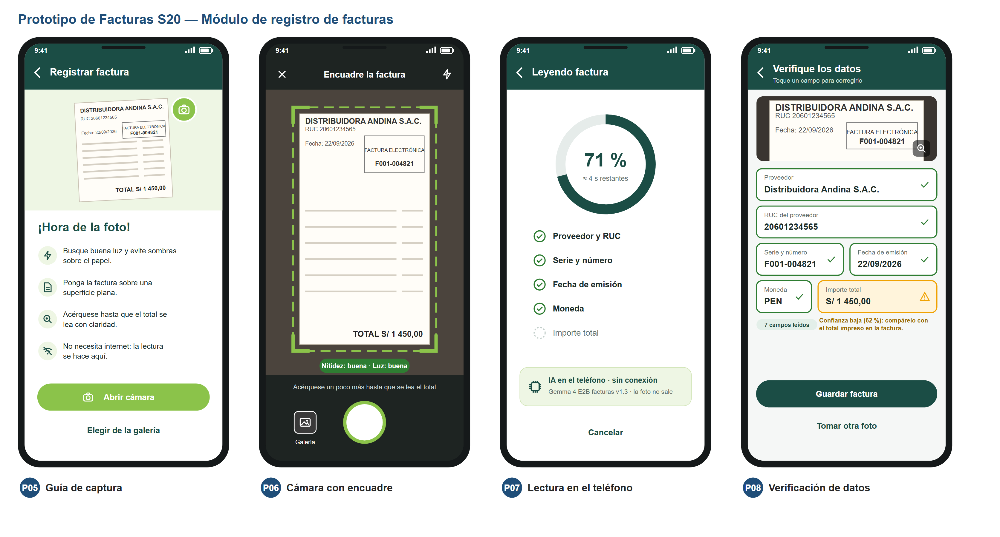 Prototipo de Facturas S20 — Módulo de registro de facturas
9:41
Registrar factura
DISTRIBUIDORA ANDINA S.A.C.
RUC 20601234565
Fecha: 22/09/2026
FACTURA ELECTRÓNICA
F001-004821
TOTAL S/ 1 450,00
¡Hora de la foto!
Busque buena luz y evite sombras
sobre el papel.
Ponga la factura sobre una
superficie plana.
Acérquese hasta que el total se
lea con claridad.
No necesita internet: la lectura
se hace aquí.
Abrir cámara
Elegir de la galería
P05 Guía de captura
9:41
Encuadre la factura
DISTRIBUIDORA ANDINA S.A.C.
RUC 20601234565
Fecha: 22/09/2026
FACTURA ELECTRÓNICA
F001-004821
TOTAL S/ 1 450,00
Nitidez: buena · Luz: buena
Acérquese un poco más hasta que se lea el total
Galería
P06 Cámara con encuadre
9:41
Leyendo factura
71 %
≈ 4 s restantes
Proveedor y RUC
Serie y número
Fecha de emisión
Moneda
Importe total
IA en el teléfono · sin conexión
Gemma 4 E2B facturas v1.3 · la foto no sale
Cancelar
P07 Lectura en el teléfono
9:41
Verifique los datos
Toque un campo para corregirlo
DISTRIBUIDORA ANDINA S.A.C.
RUC 20601234565
Fecha: 22/09/2026
FACTURA ELECTRÓNICA
F001-004821
Proveedor
Distribuidora Andina S.A.C.
RUC del proveedor
20601234565
Serie y número
F001-004821
Fecha de emisión
22/09/2026
Moneda
PEN
Importe total
S/ 1 450,00
7 campos leídos
Confianza baja (62 %): compárelo con
el total impreso en la factura.
Guardar factura
Tomar otra foto
P08 Verificación de datos